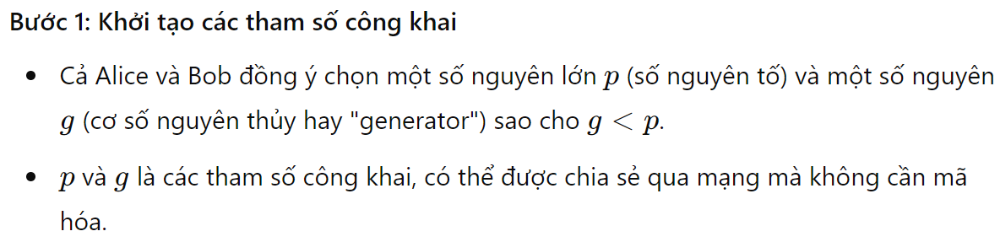 Bước 1: Khởi tạo các tham số công khai
• Cả Alice và Bob đồng ý chọn một số nguyên lớn p (số nguyên tố) và một số nguyên
g (cơ số nguyên thủy hay "generator") sao cho g < p.
• p và g là các tham số công khai, có thể được chia sẻ qua mạng mà không cần mã
hóa.